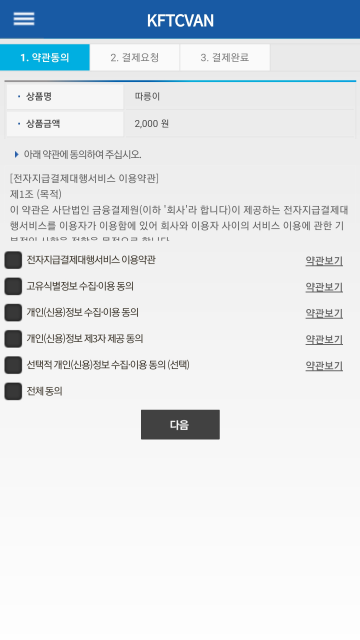 KFTCVAN
1. 약관동의 2. 결제요청 3. 결제완료
· 상품명 따릉이
· 상품금액 2,000 원
아래 약관에 동의하여 주십시오.
[전자지급결제대행서비스 이용약관]
제1조 (목적)
이 약관은 사단법인 금융결제원(이하 '회사'라 합니다)이 제공하는 전자지급결제대
행서비스를 이용자가 이용함에 있어 회사와 이용자 사이의 서비스 이용에 관한 기
본적인 사항을 정함을 목적으로 합니다.
전자지급결제대행서비스 이용약관 약관보기
고유식별정보 수집·이용 동의 약관보기
개인(신용)정보 수집·이용 동의 약관보기
개인(신용)정보 제3자 제공 동의 약관보기
선택적 개인(신용)정보 수집·이용 동의 (선택) 약관보기
전체 동의
다음